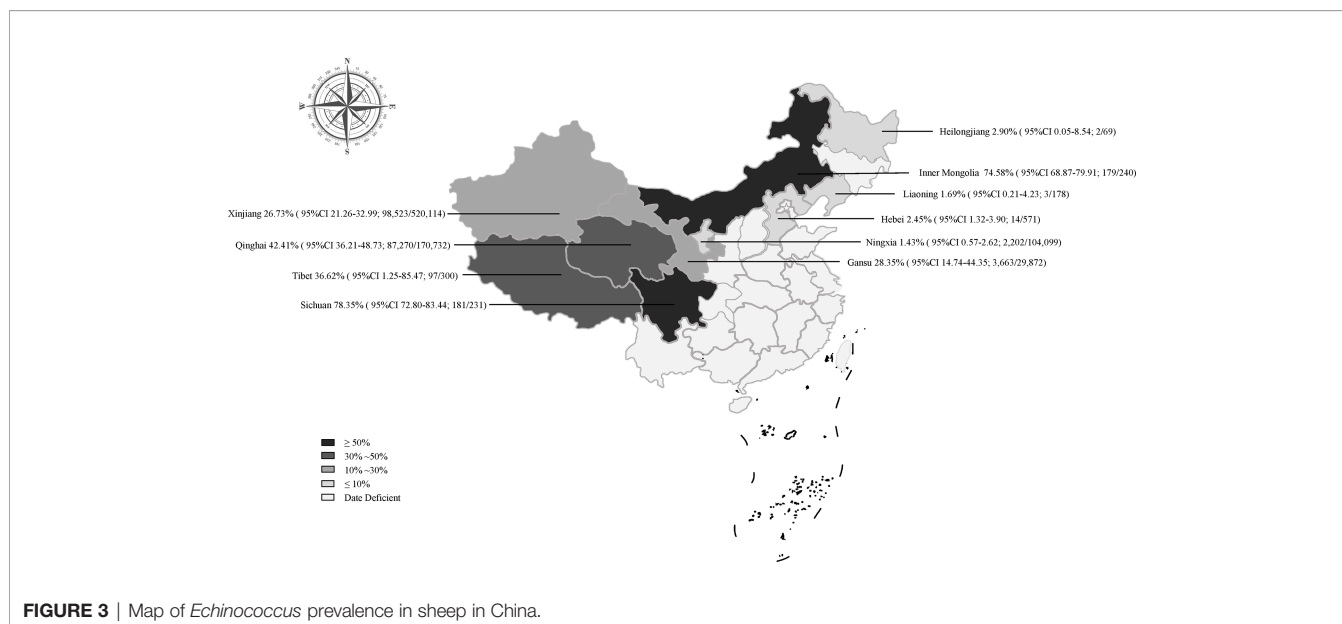 N
W
E
S
Heilongjiang 2.90% ( 95%CI 0.05-8.54; 2/69)
Inner Mongolia 74.58% ( 95%CI 68.87-79.91; 179/240)
Liaoning 1.69% ( 95%CI 0.21-4.23; 3/178)
Xinjiang 26.73% ( 95%CI 21.26-32.99; 98,523/520,114)
Hebei 2.45% ( 95%CI 1.32-3.90; 14/571)
Qinghai 42.41% ( 95%CI 36.21-48.73; 87,270/170,732)
Ningxia 1.43% ( 95%CI 0.57-2.62; 2,202/104,099)
Gansu 28.35% ( 95%CI 14.74-44.35; 3,663/29,872)
Tibet 36.62% ( 95%CI 1.25-85.47; 97/300)
Sichuan 78.35% ( 95%CI 72.80-83.44; 181/231)
≥ 50%
30% ~50%
10% ~30%
≤ 10%
Date Deficient
FIGURE 3 | Map of Echinococcus prevalence in sheep in China.